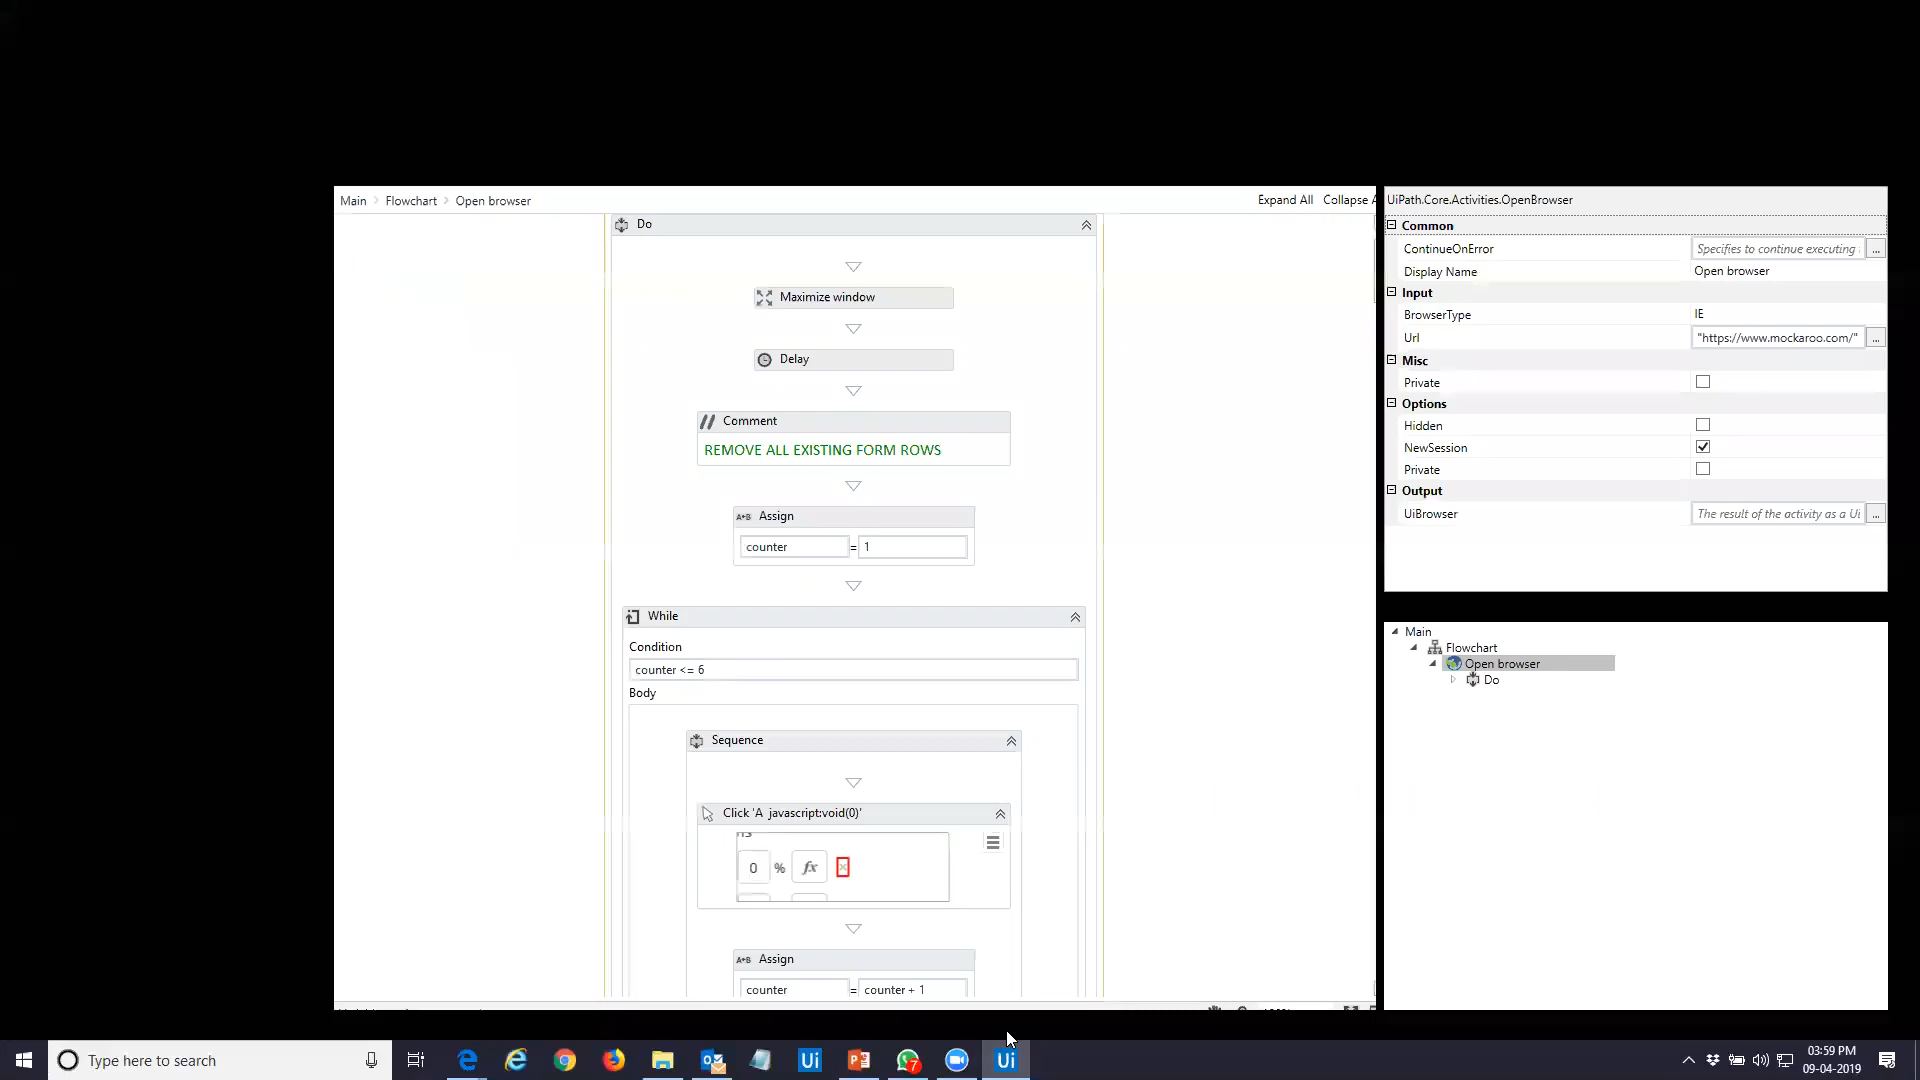 Main Flowchart Open browser
Expand All Collapse A
Do
Maximize window
Delay
Comment
REMOVE ALL EXISTING FORM ROWS
A+B Assign
counter = 1
While
Condition
counter <= 6
Body
Sequence
Click 'A javascript:void(0)'
0 % fx
A+B Assign
counter = counter + 1
UiPath.Core.Activities.OpenBrowser
Common
ContinueOnError Specifies to continue executing ...
Display Name Open browser
Input
BrowserType IE
Url "https://www.mockaroo.com/" ...
Misc
Private
Options
Hidden
NewSession
Private
Output
UiBrowser The result of the activity as a Ui ...
Main
Flowchart
Open browser
Do
Type here to search
Ui
7
Ui
03:59 PM
09-04-2019